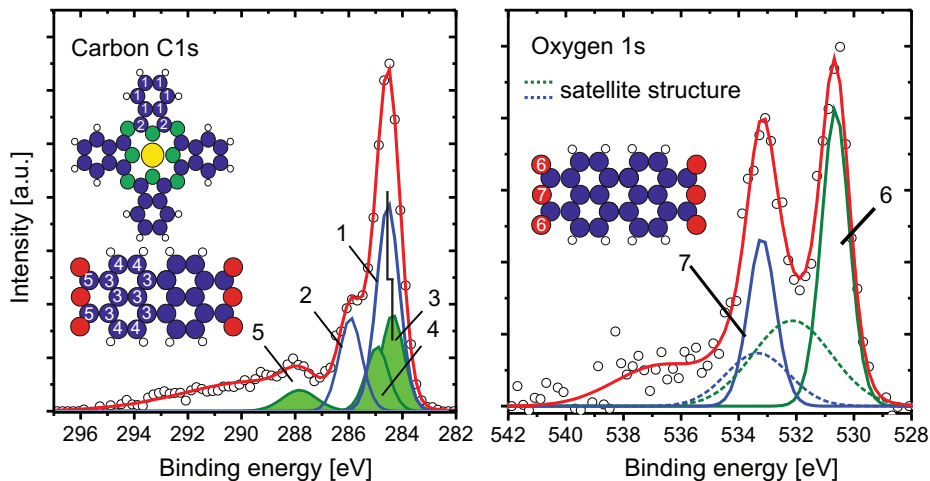 Carbon C1s
1 1
1 1
1 1
2 2
4 4
5 3 3
3 3
5 3 3
4 4
1
2
3
4
5
Intensity [a.u.]
296 294 292 290 288 286 284 282
Binding energy [eV]
Oxygen 1s
satellite structure
6
7
6
6
7
542 540 538 536 534 532 530 528
Binding energy [eV]